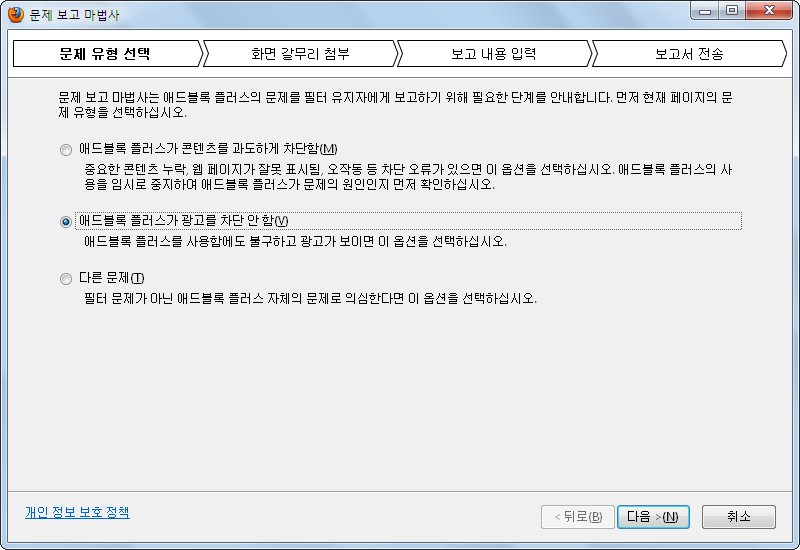 문제 보고 마법사
문제 유형 선택
화면 갈무리 첨부
보고 내용 입력
보고서 전송
문제 보고 마법사는 애드블록 플러스의 문제를 필터 유지자에게 보고하기 위해 필요한 단계를 안내합니다. 먼저 현재 페이지의 문
제 유형을 선택하십시오.
애드블록 플러스가 콘텐츠를 과도하게 차단함(M)
중요한 콘텐츠 누락, 웹 페이지가 잘못 표시됨, 오작동 등 차단 오류가 있으면 이 옵션을 선택하십시오. 애드블록 플러스의 사
용을 임시로 중지하며 애드블록 플러스가 문제의 원인인지 먼저 확인하십시오.
애드블록 플러스가 광고를 차단 안 함(V)
애드블록 플러스를 사용함에도 불구하고 광고가 보이면 이 옵션을 선택하십시오.
다른 문제(T)
필터 문제가 아닌 애드블록 플러스 자체의 문제로 의심한다면 이 옵션을 선택하십시오.
개인 정보 보호 정책
< 뒤로(B)
다음 >(N)
취소